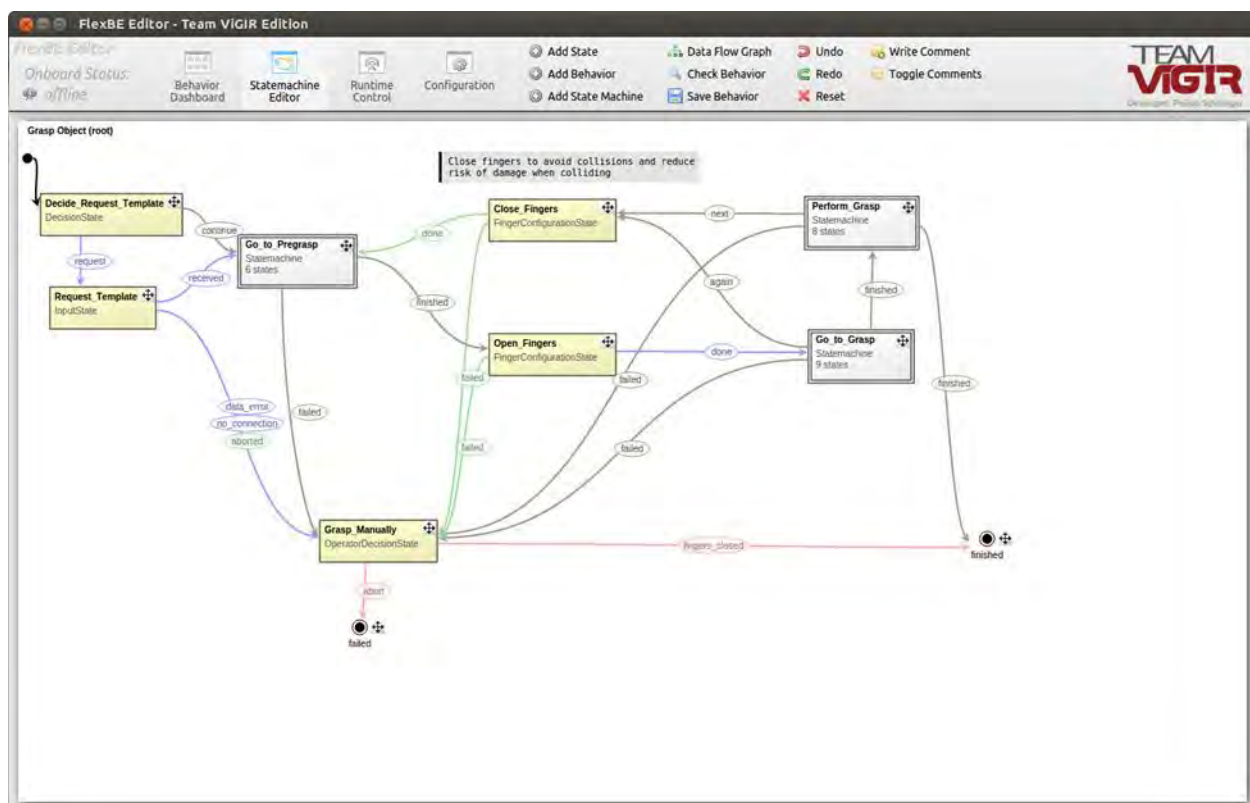 FlexBE Editor - Team ViGIR Edition
FlexBE Editor
Onboard Status:
offline
Behavior
Dashboard
Statemachine
Editor
Runtime
Control
Configuration
Add State
Add Behavior
Add State Machine
Data Flow Graph
Check Behavior
Save Behavior
Undo
Redo
Reset
Write Comment
Toggle Comments
TEAM
ViGIR
Grasp Object (root)
Close fingers to avoid collisions and reduce
risk of damage when colliding
Decide_Request_Template
DecisionState
continue
request
Request_Template
InputState
received
Go_to_Pregrasp
Statemachine
6 states
done
Close_Fingers
FingerConfigurationState
next
Perform_Grasp
Statemachine
8 states
again
finished
finished
Open_Fingers
FingerConfigurationState
done
Go_to_Grasp
Statemachine
9 states
failed
failed
finished
data_error
no_connection
aborted
failed
failed
failed
Grasp_Manually
OperatorDecisionState
fingers_closed
finished
abort
failed